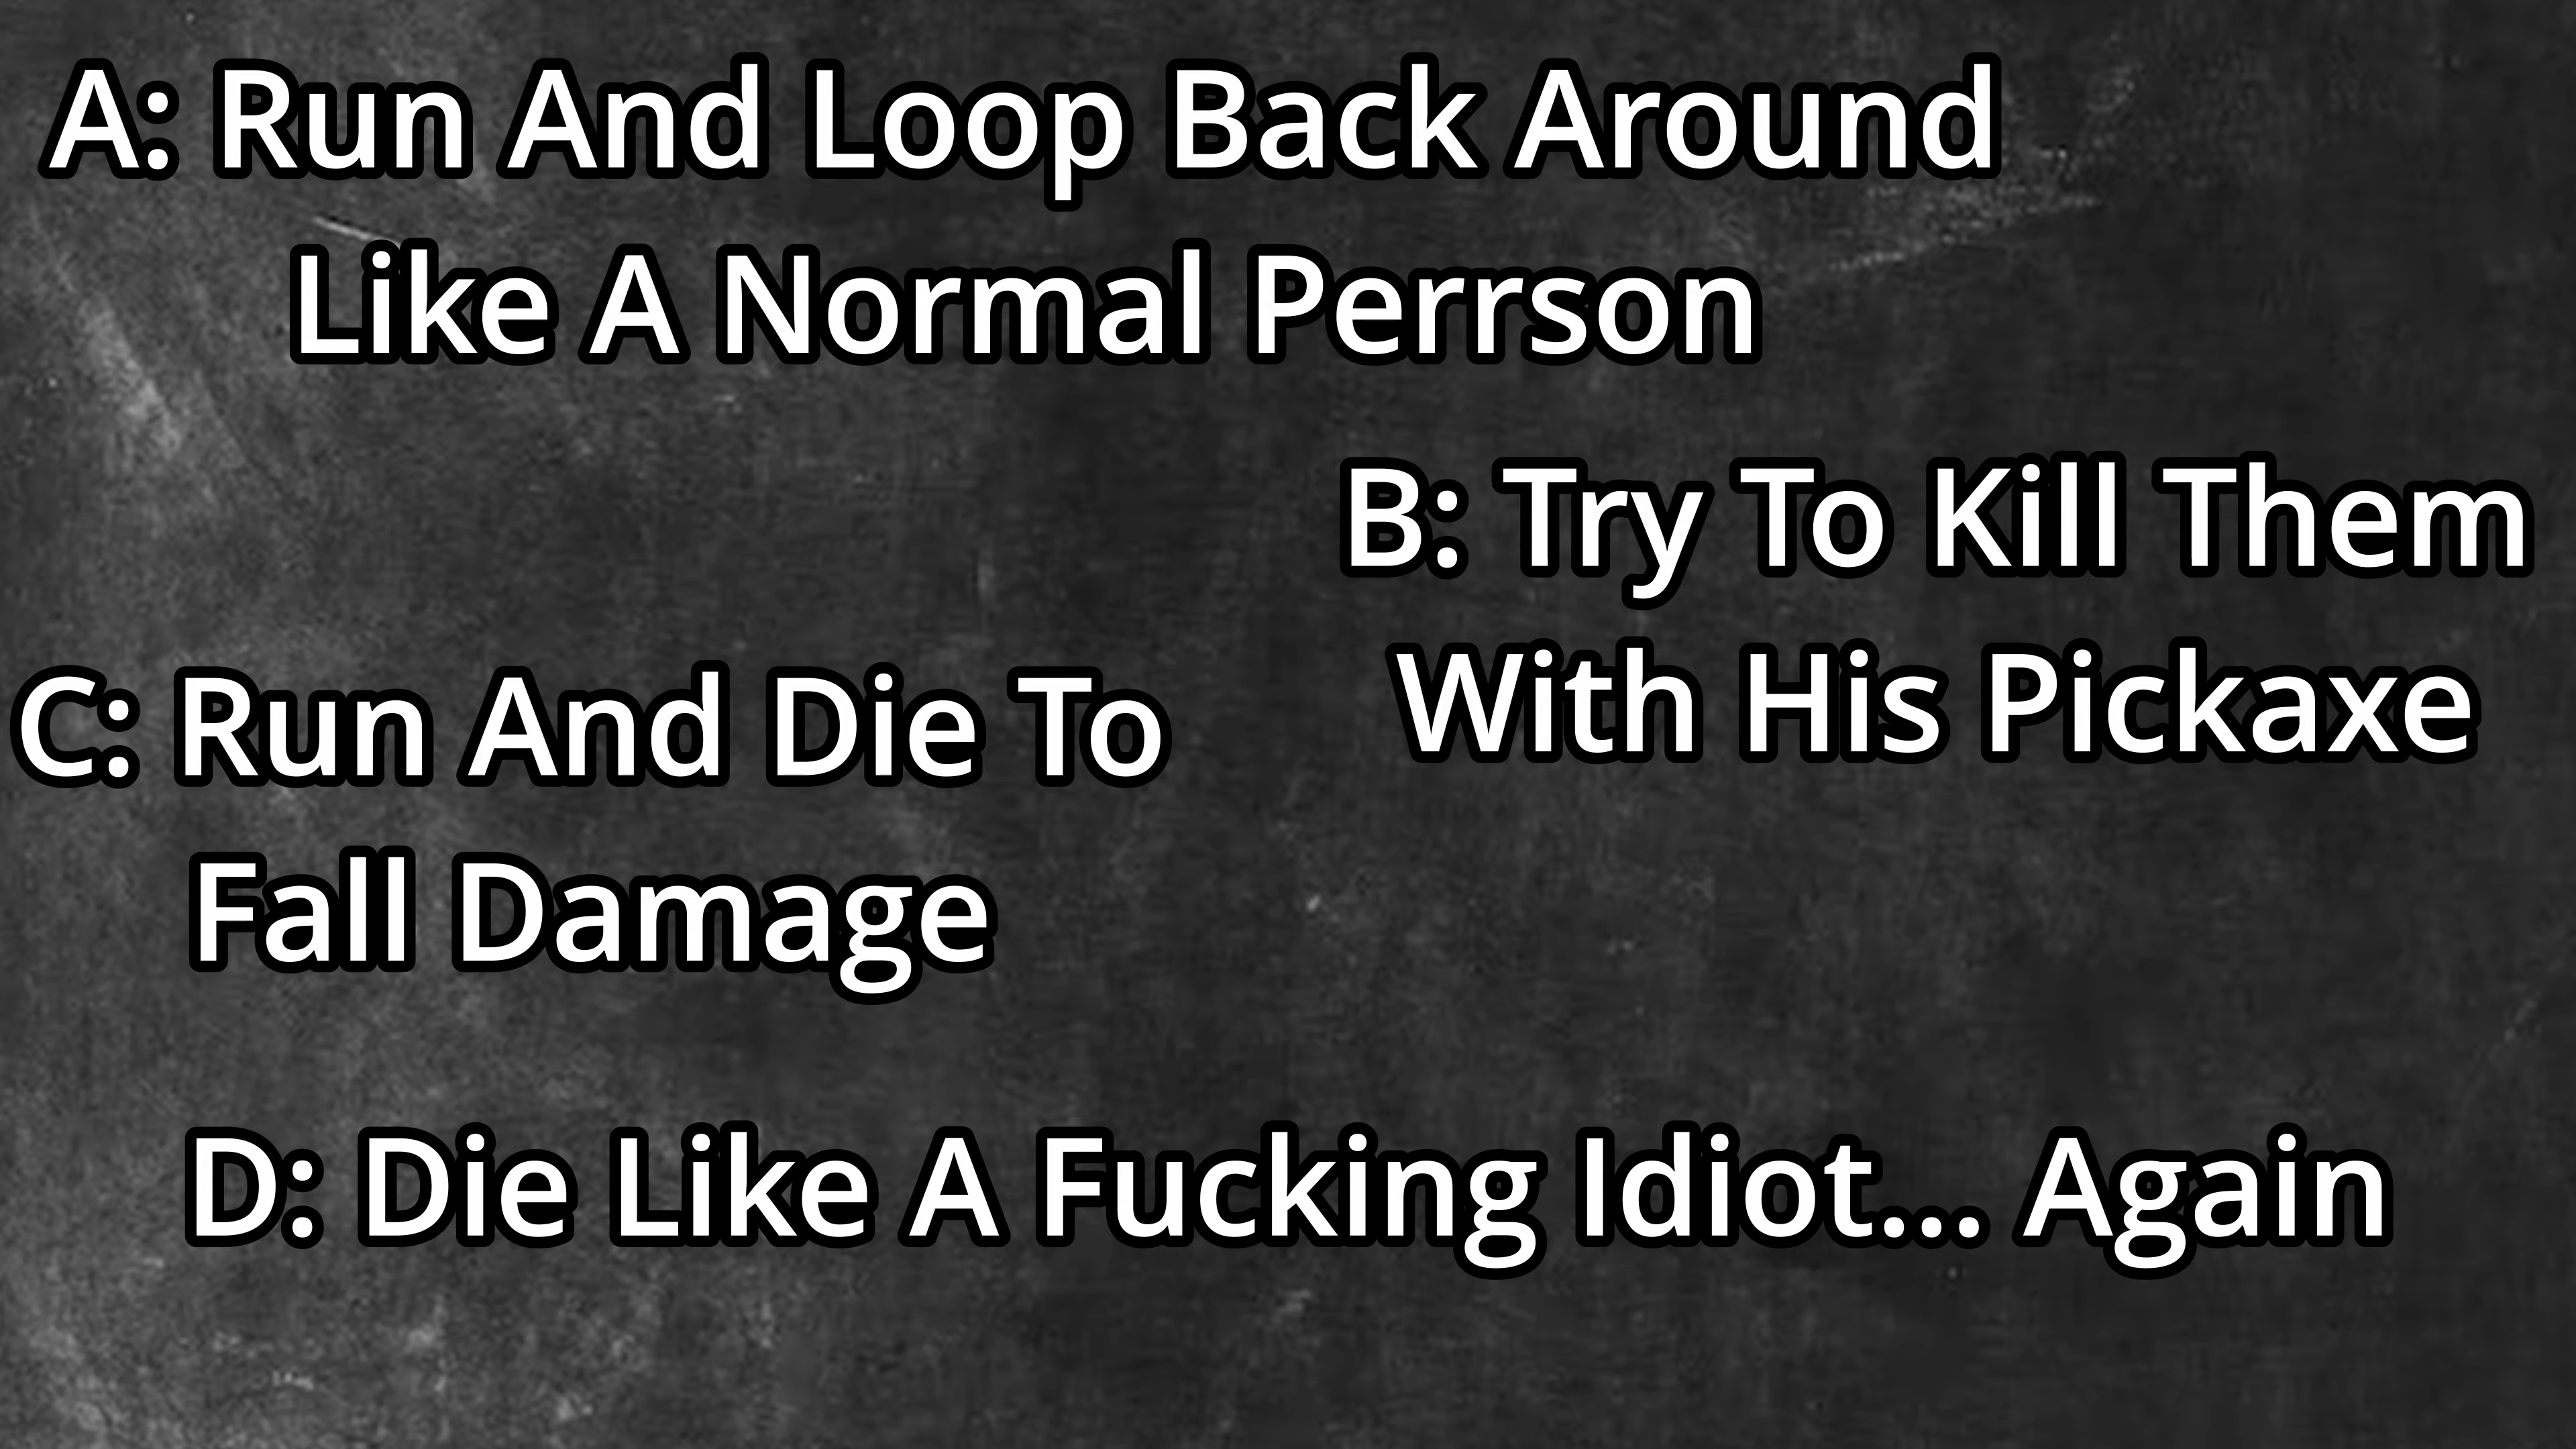 A: Run And Loop Back Around
Like A Normal Perrson
B: Try To Kill Them
With His Pickaxe
C: Run And Die To
Fall Damage
D: Die Like A Fucking Idiot... Again